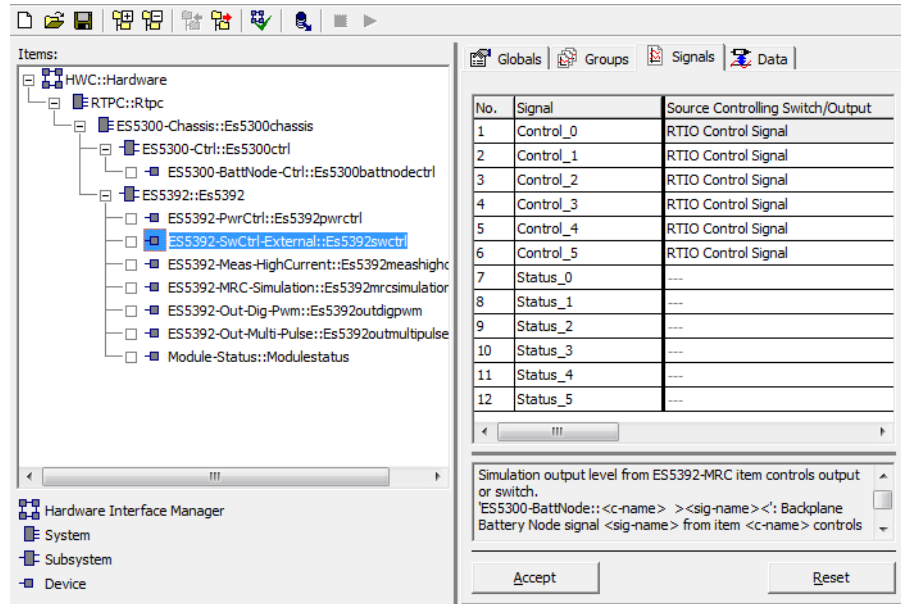 Items:
HWC::Hardware
RTPC::Rtpc
ES5300-Chassis::Es5300chassis
ES5300-Ctrl::Es5300ctrl
ES5300-BattNode-Ctrl::Es5300battnodectrl
ES5392::Es5392
ES5392-PwrCtrl::Es5392pwrctrl
ES5392-SwCtrl-External::Es5392swctrl
ES5392-Meas-HighCurrent::Es5392meashighc
ES5392-MRC-Simulation::Es5392mrcsimulation
ES5392-Out-Dig-Pwm::Es5392outdigpwm
ES5392-Out-Multi-Pulse::Es5392outmultipulse
Module-Status::Modulestatus
Hardware Interface Manager
System
Subsystem
Device
Globals Groups Signals Data
No. Signal Source Controlling Switch/Output
1 Control_0 RTIO Control Signal
2 Control_1 RTIO Control Signal
3 Control_2 RTIO Control Signal
4 Control_3 RTIO Control Signal
5 Control_4 RTIO Control Signal
6 Control_5 RTIO Control Signal
7 Status_0 ---
8 Status_1 ---
9 Status_2 ---
10 Status_3 ---
11 Status_4 ---
12 Status_5 ---
Simulation output level from ES5392-MRC item controls output
or switch.
'ES5300-BattNode::<c-name> ><sig-name><': Backplane
Battery Node signal <sig-name> from item <c-name> controls
Accept Reset